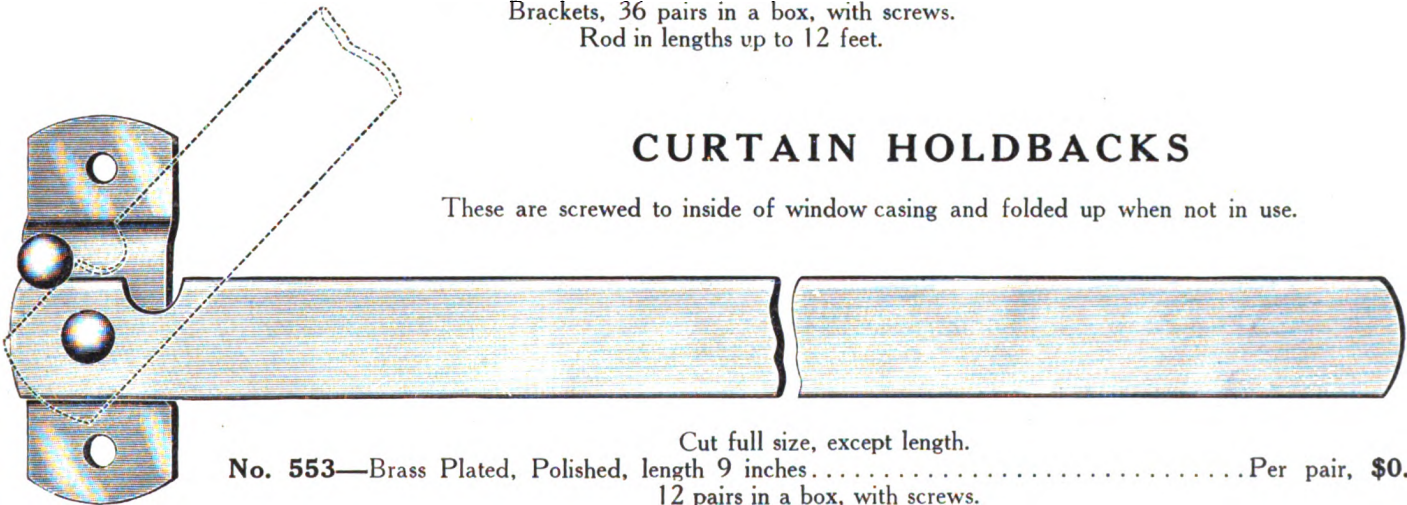 Brackets, 36 pairs in a box, with screws.
Rod in lengths up to 12 feet.
CURTAIN HOLDBACKS
These are screwed to inside of window casing and folded up when not in use.
Cut full size, except length.
No. 553—Brass Plated, Polished, length 9 inches........................................Per pair, $0.
12 pairs in a box, with screws.